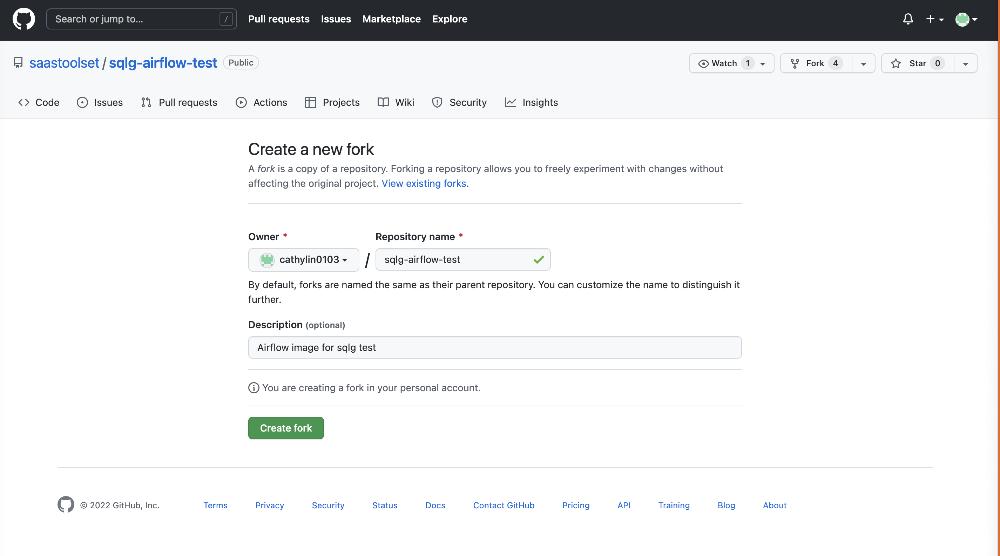 Search or jump to... / Pull requests Issues Marketplace Explore
saastoolset / sqlg-airflow-test Public Watch 1 Fork 4 Star 0
Code Issues Pull requests Actions Projects Wiki Security Insights
Create a new fork
A fork is a copy of a repository. Forking a repository allows you to freely experiment with changes without
affecting the original project. View existing forks.
Owner * Repository name *
cathylin0103 / sqlg-airflow-test
By default, forks are named the same as their parent repository. You can customize the name to distinguish it
further.
Description (optional)
Airflow image for sqlg test
You are creating a fork in your personal account.
Create fork
© 2022 GitHub, Inc. Terms Privacy Security Status Docs Contact GitHub Pricing API Training Blog About